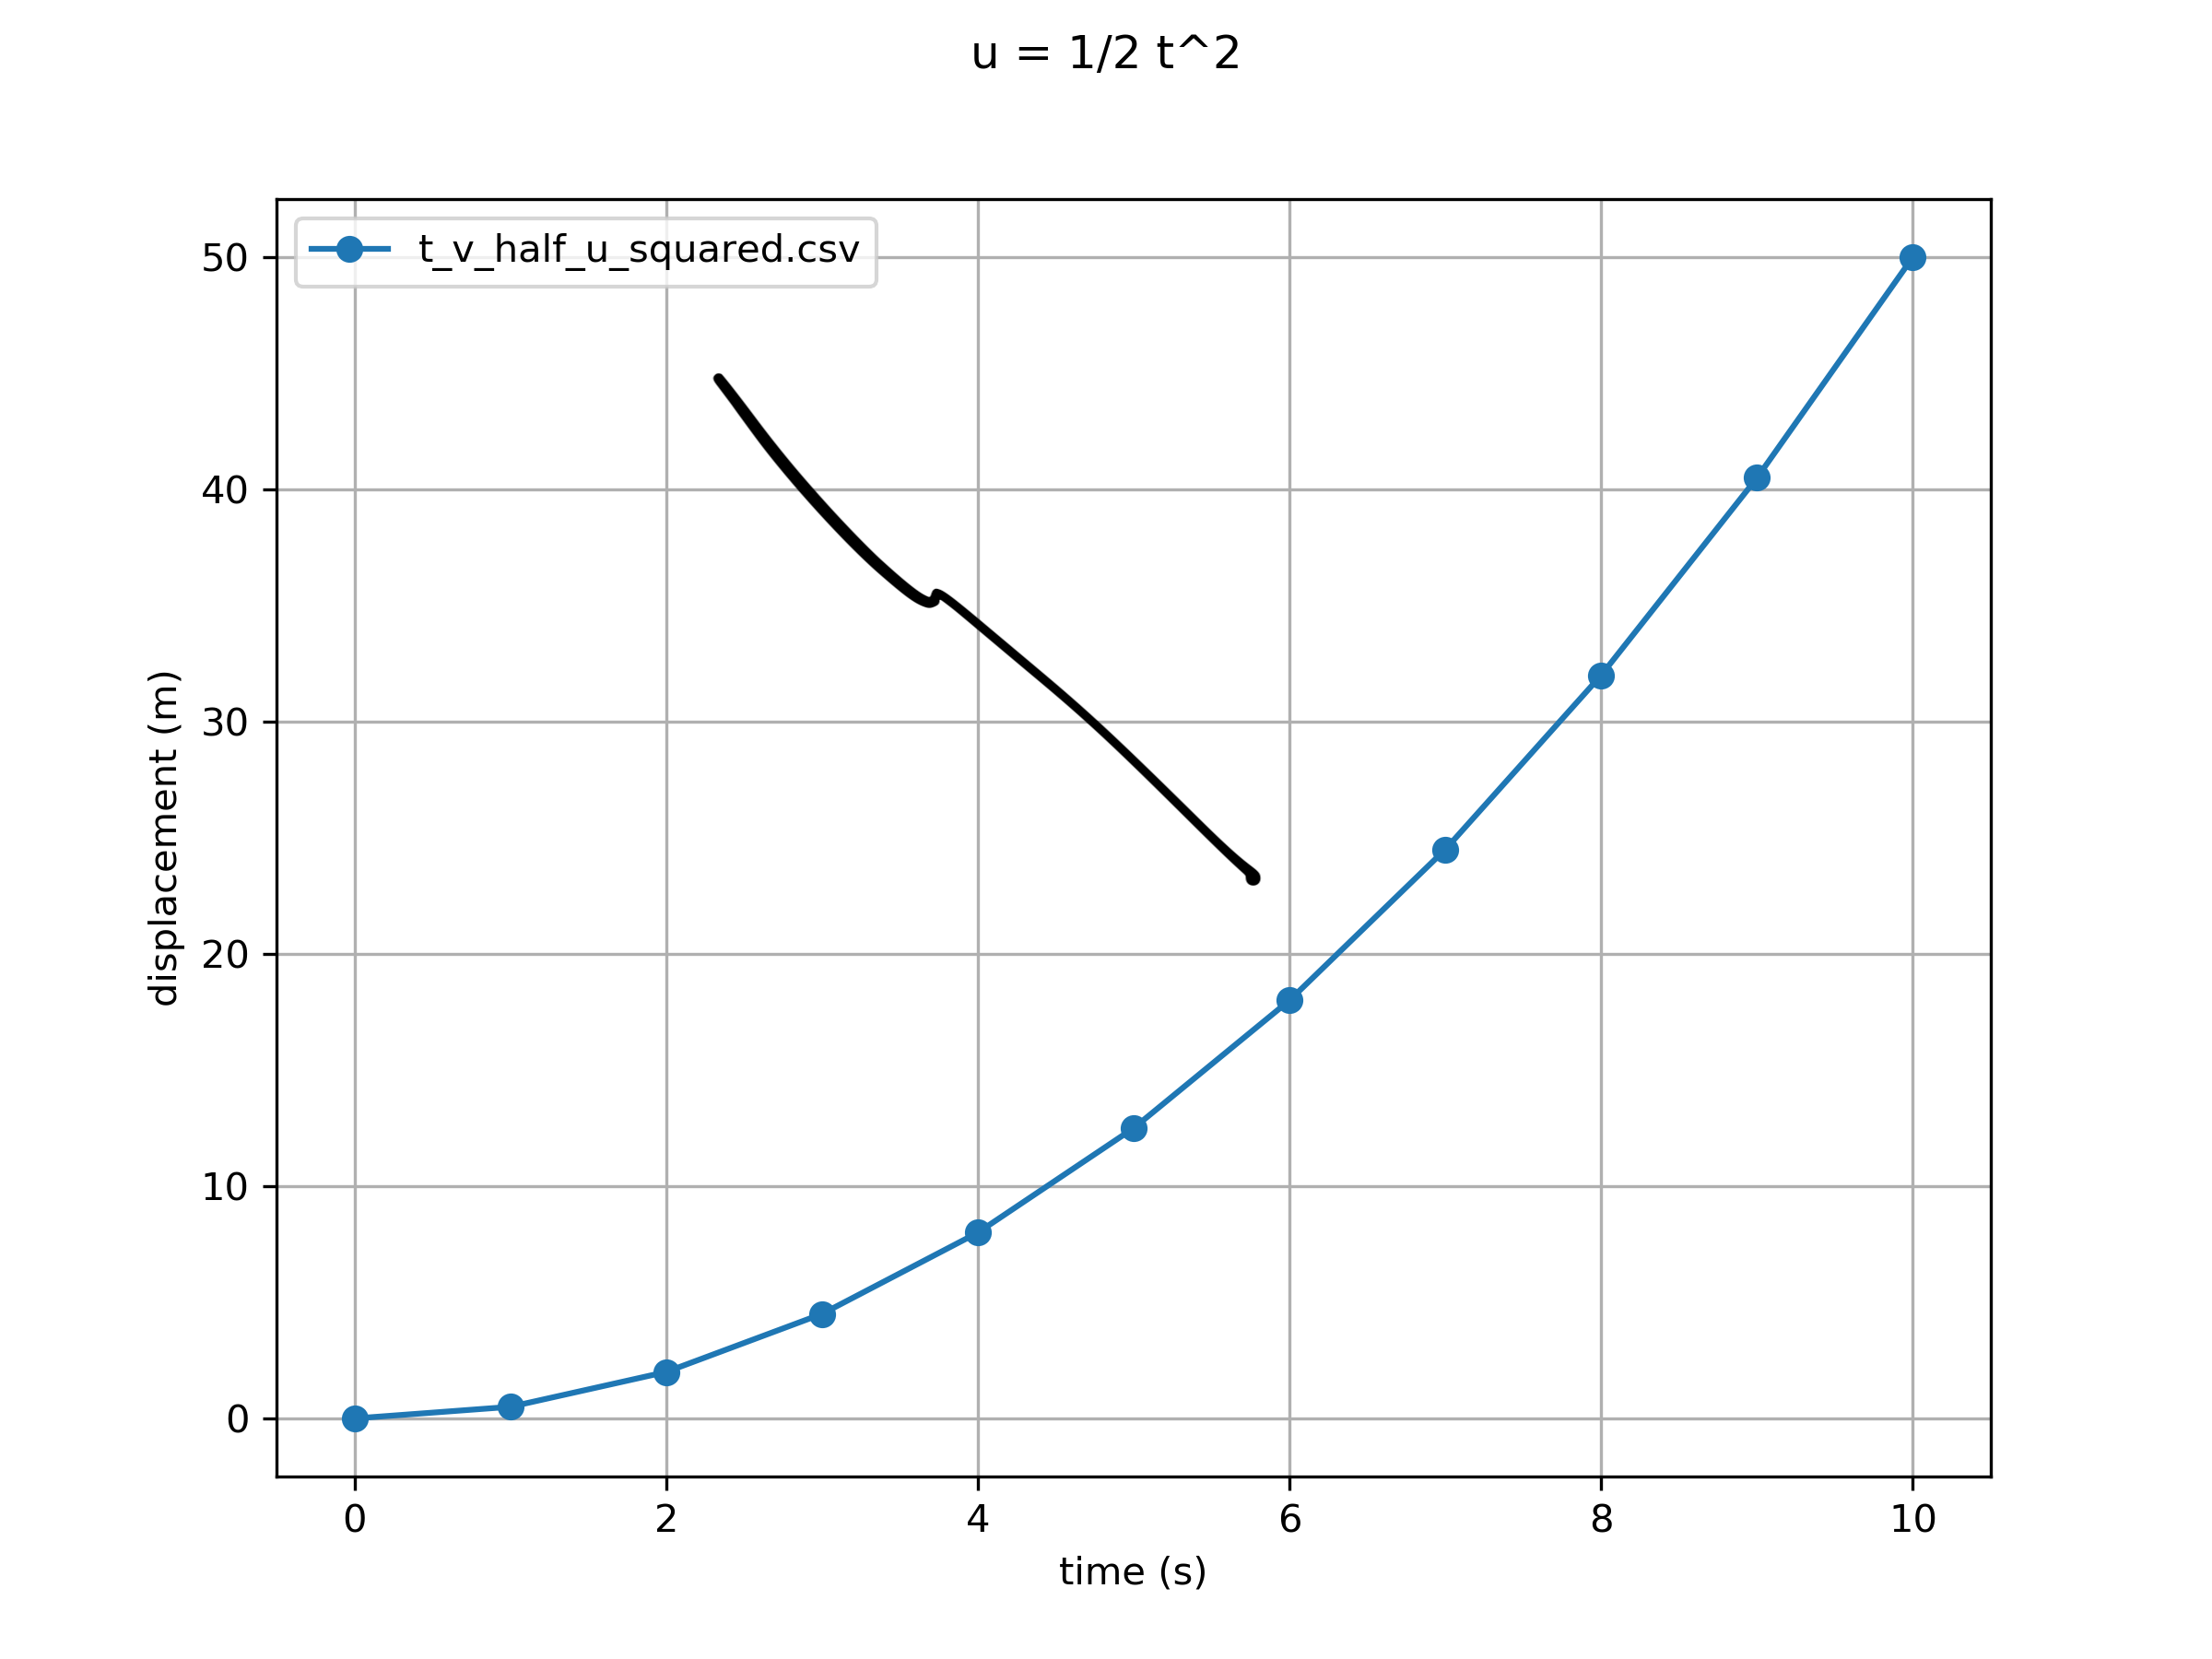 u = 1/2 t^2
t_v_half_u_squared.csv
50
40
30
20
10
0
displacement (m)
0 2 4 6 8 10
time (s)